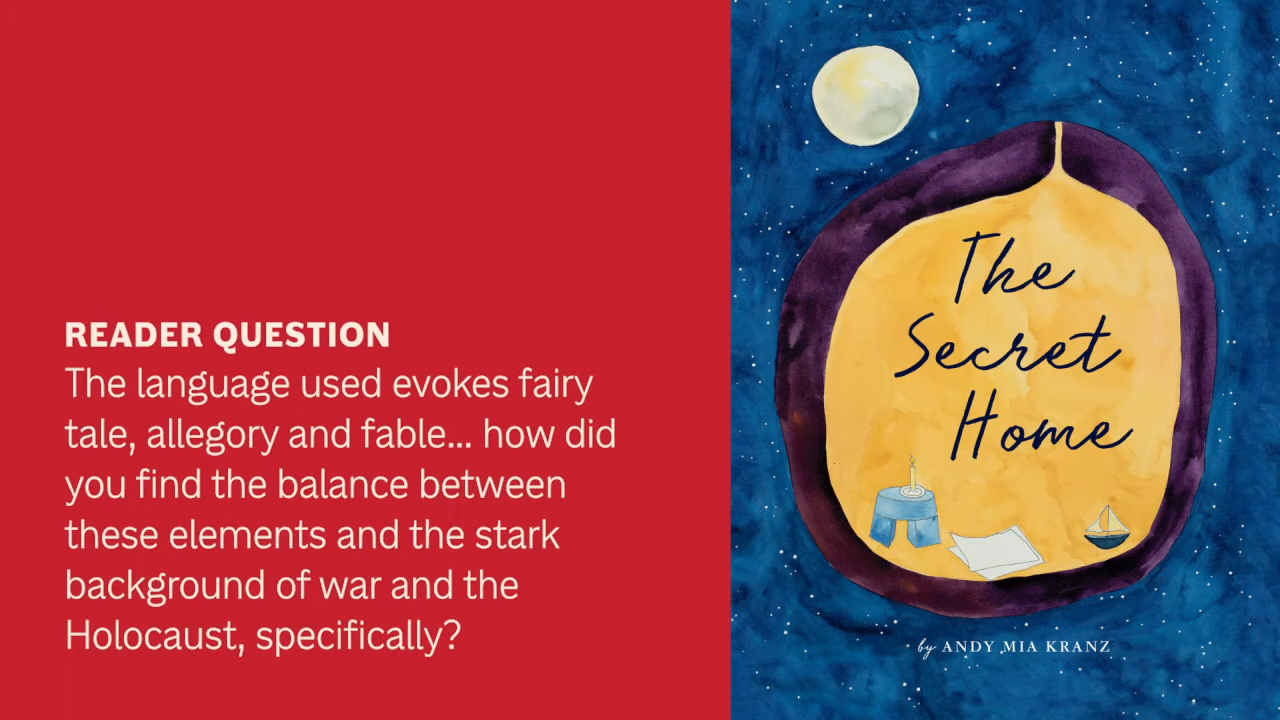 READER QUESTION
The language used evokes fairy
tale, allegory and fable... how did
you find the balance between
these elements and the stark
background of war and the
Holocaust, specifically?
The
Secret
Home
by ANDY MIA KRANZ